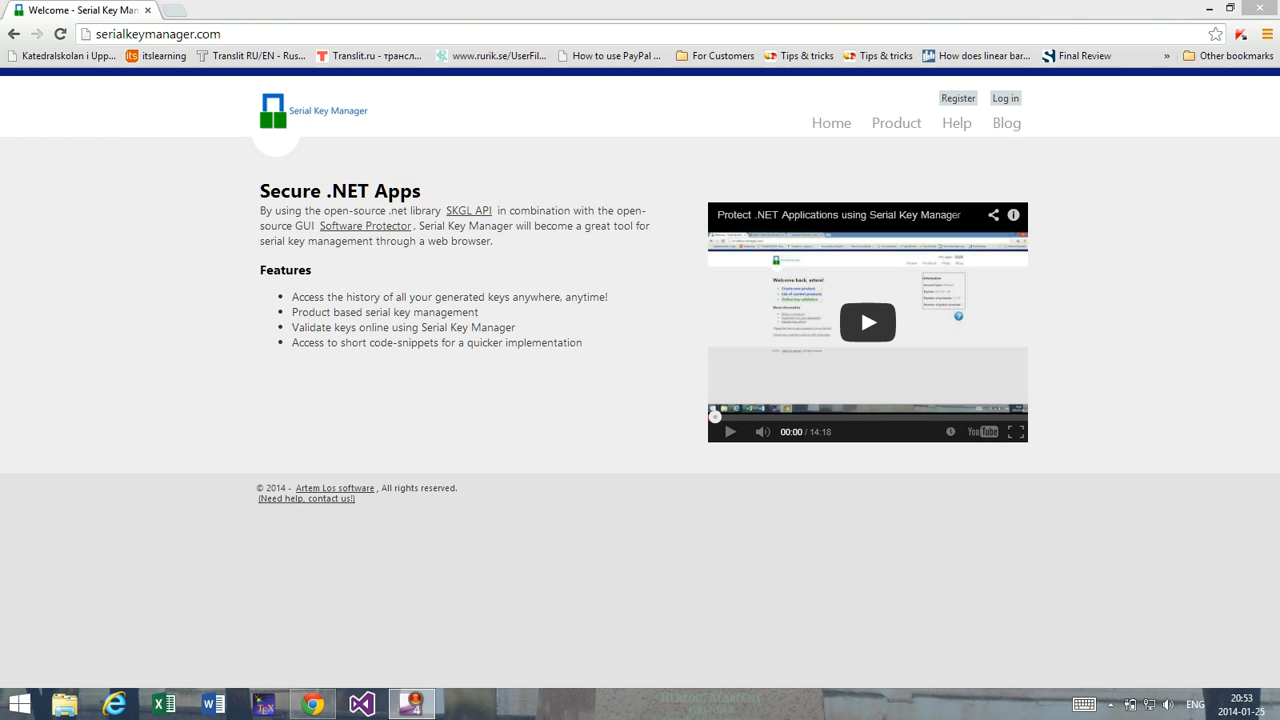 Welcome - Serial Key Man
serialkeymanager.com
Katedralskolan i Upp...
its itslearning
Translit RU/EN - Rus...
Translit.ru - трансл...
www.rurik.se/UserFil...
How to use PayPal ...
For Customers
Tips & tricks
Tips & tricks
How does linear bar...
Final Review
»
Other bookmarks
Serial Key Manager
Register Log in
Home Product Help Blog
Secure .NET Apps
By using the open-source .net library SKGL API in combination with the open-
source GUI Software Protector , Serial Key Manager will become a great tool for
serial key management through a web browser.
Features
• Access the history of all your generated keys anywhere, anytime!
• Product based serial key management
• Validate keys online using Serial Key Manager
• Access to short code-snippets for a quicker implementation
Protect .NET Applications using Serial Key Manager
Welcome back, artem!
00:00 / 14:18
YouTube
© 2014 - Artem Los software , All rights reserved.
(Need help, contact us!)
TEX
4
ENG
20:53
2014-01-25